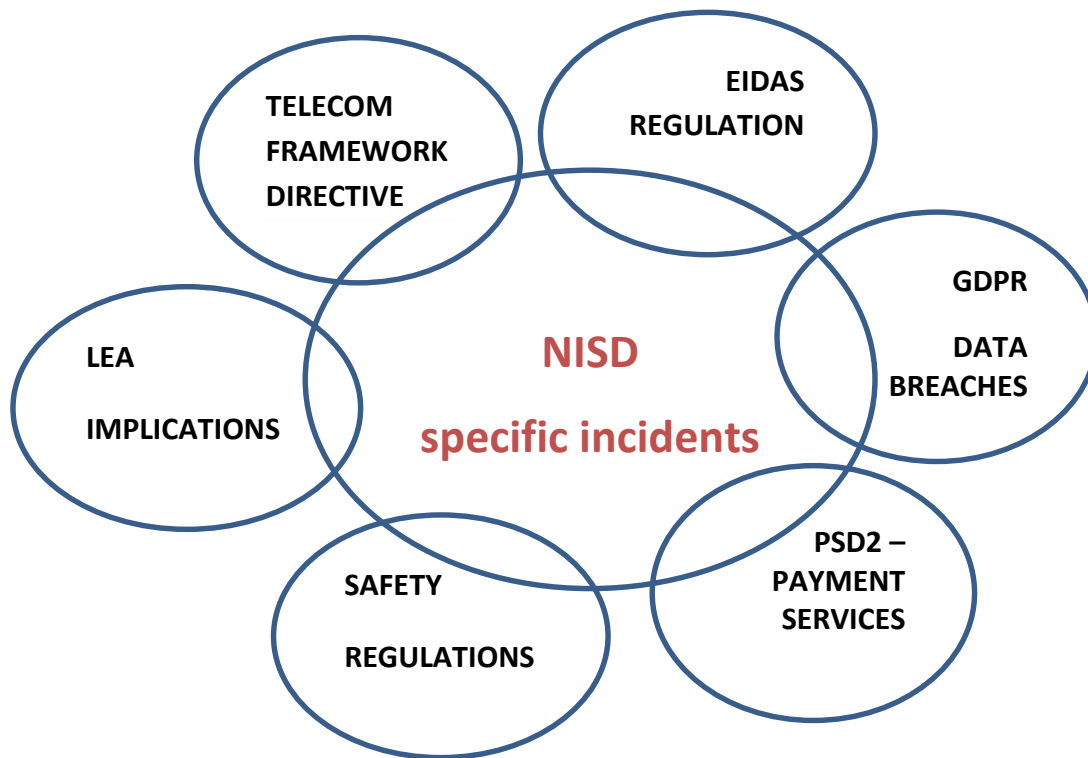 TELECOM
FRAMEWORK
DIRECTIVE
EIDAS
REGULATION
GDPR
DATA
BREACHES
NISD
specific incidents
LEA
IMPLICATIONS
PSD2 –
PAYMENT
SERVICES
SAFETY
REGULATIONS